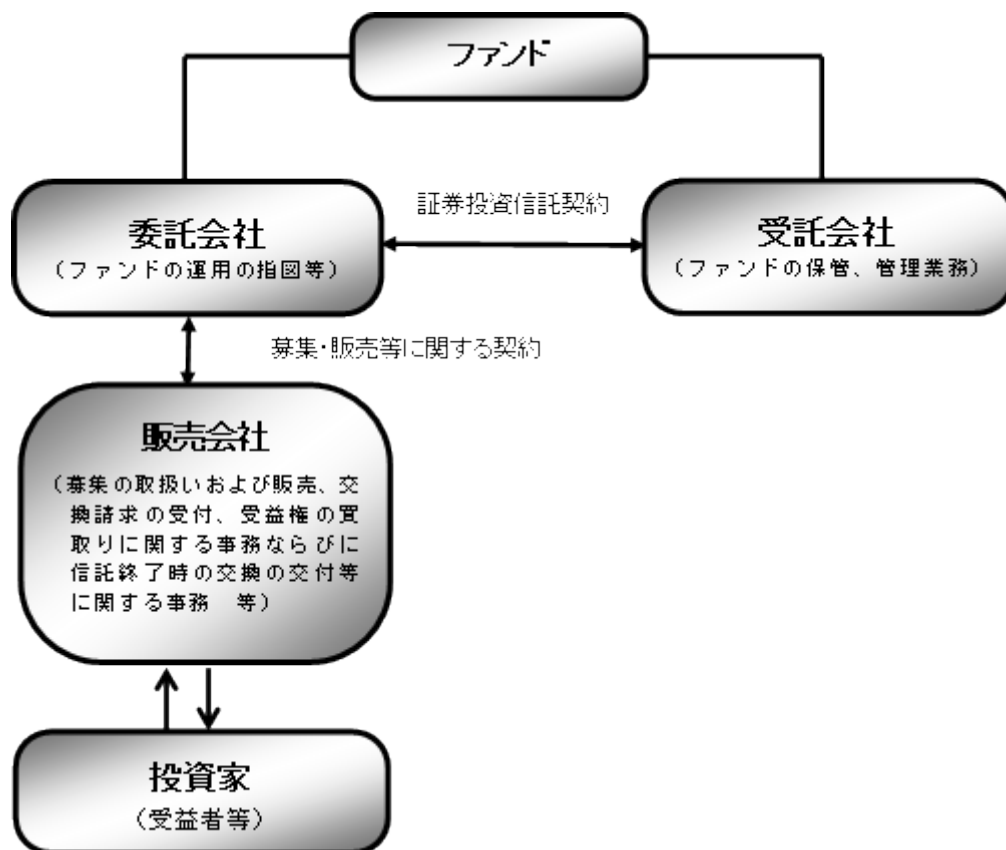 ファンド
証券投資信託契約
委託会社
(ファンドの運用の指図等)
受託会社
(ファンドの保管、管理業務)
募集・販売等に関する契約
販売会社
(募集の取扱いおよび販売、交
換請求の受付、受益権の買
取りに関する事務ならびに
信託終了時の交換の交付等
に関する事務 等)
投資家
(受益者等)